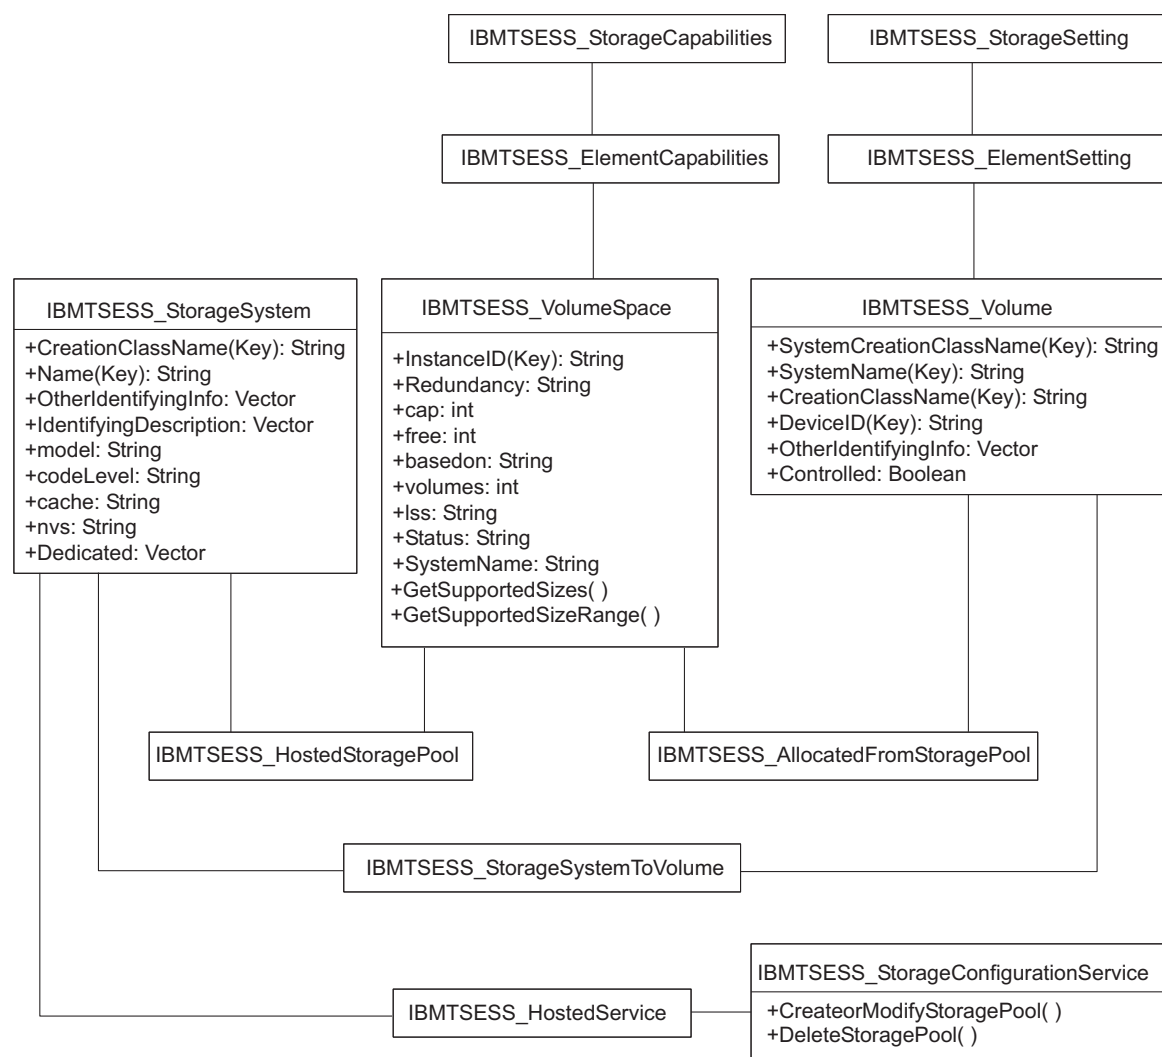 IBMTSESS_StorageCapabilities
IBMTSESS_StorageSetting
IBMTSESS_ElementCapabilities
IBMTSESS_ElementSetting
IBMTSESS_StorageSystem
+CreationClassName(Key): String
+Name(Key): String
+OtherIdentifyingInfo: Vector
+IdentifyingDescription: Vector
+model: String
+codeLevel: String
+cache: String
+nvs: String
+Dedicated: Vector
IBMTSESS_VolumeSpace
+InstanceID(Key): String
+Redundancy: String
+cap: int
+free: int
+basedon: String
+volumes: int
+lss: String
+Status: String
+SystemName: String
+GetSupportedSizes( )
+GetSupportedSizeRange( )
IBMTSESS_Volume
+SystemCreationClassName(Key): String
+SystemName(Key): String
+CreationClassName(Key): String
+DeviceID(Key): String
+OtherIdentifyingInfo: Vector
+Controlled: Boolean
IBMTSESS_HostedStoragePool
IBMTSESS_AllocatedFromStoragePool
IBMTSESS_StorageSystemToVolume
IBMTSESS_HostedService
IBMTSESS_StorageConfigurationService
+CreateorModifyStoragePool( )
+DeleteStoragePool( )